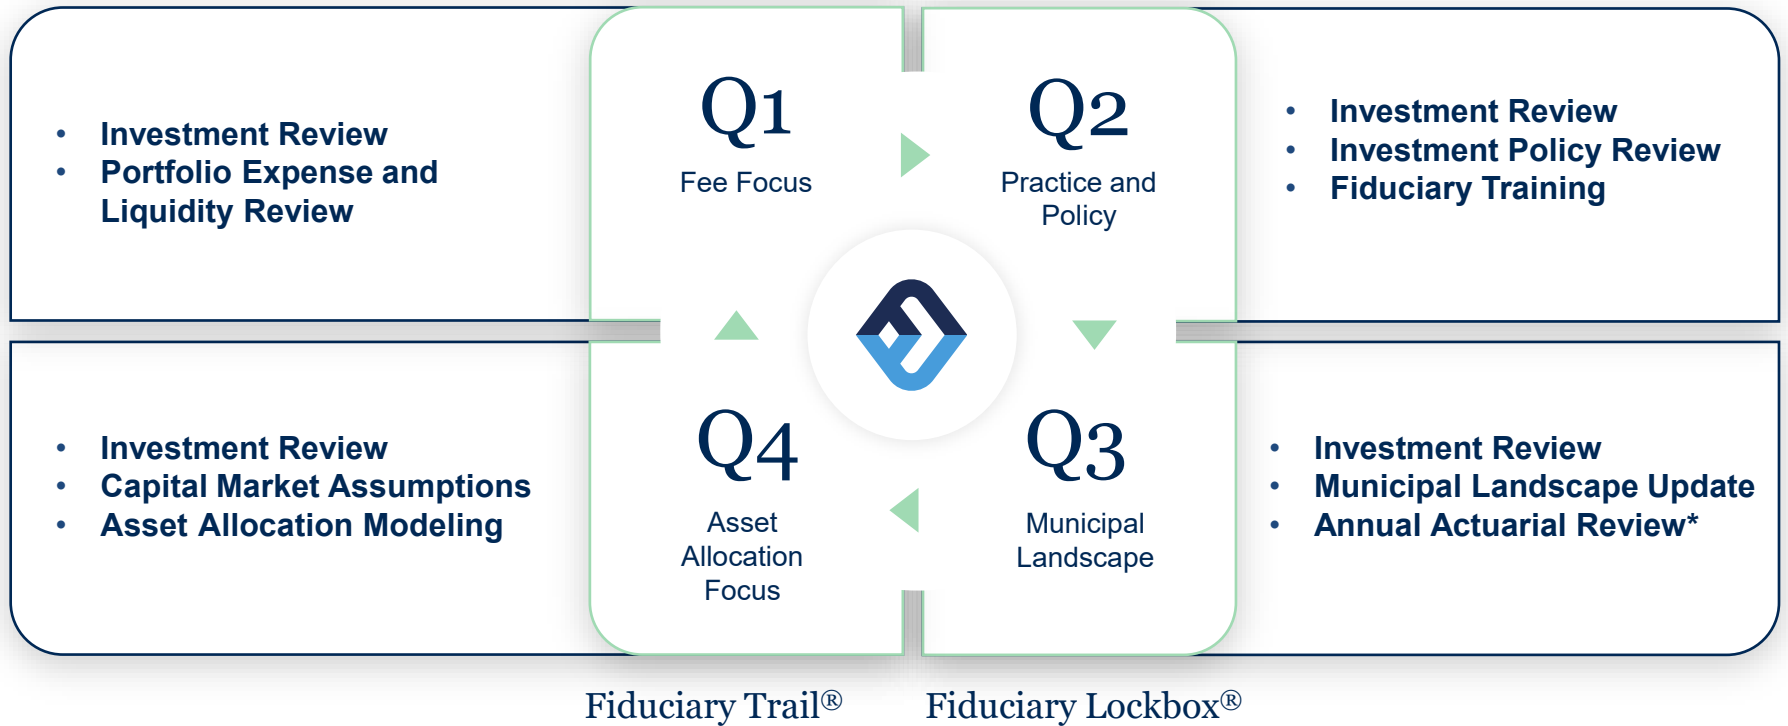 Q1
Fee Focus
• Investment Review
• Portfolio Expense and
Liquidity Review
Q2
Practice and
Policy
• Investment Review
• Investment Policy Review
• Fiduciary Training
Q4
Asset
Allocation
Focus
• Investment Review
• Capital Market Assumptions
• Asset Allocation Modeling
Q3
Municipal
Landscape
• Investment Review
• Municipal Landscape Update
• Annual Actuarial Review*
Fiduciary Trail®
Fiduciary Lockbox®